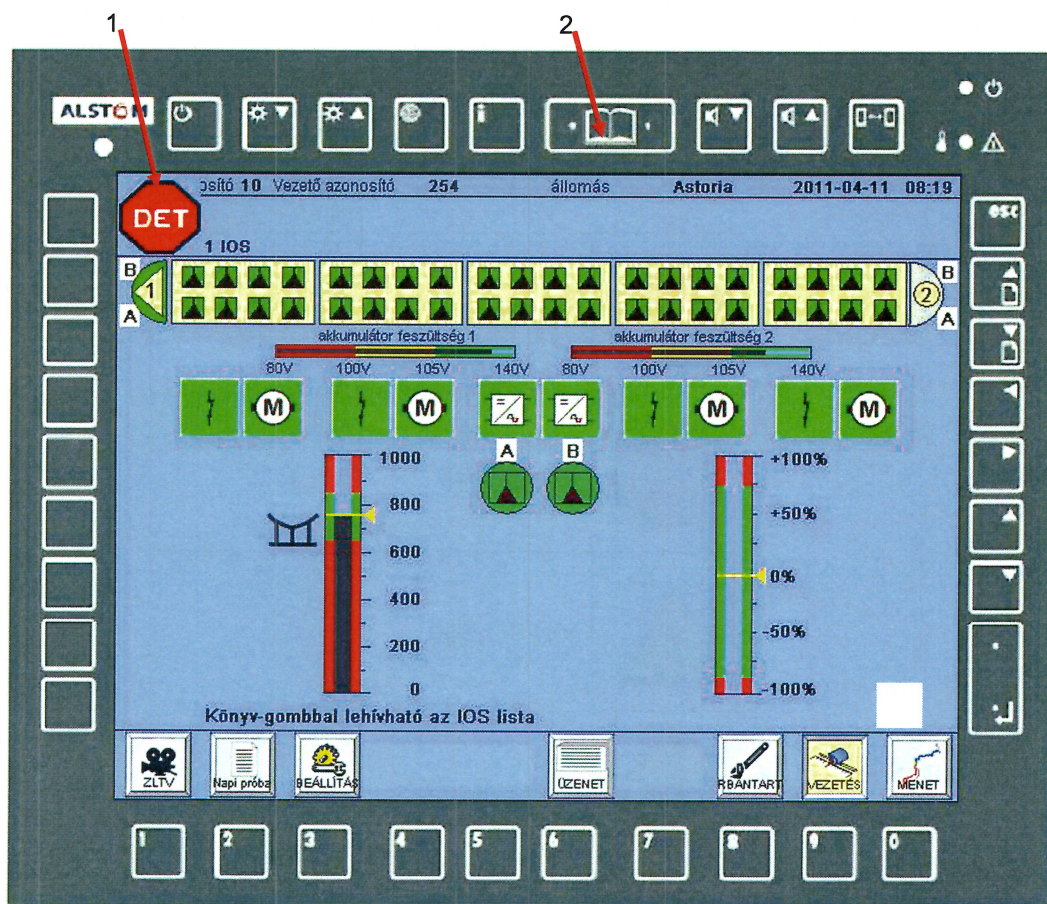 1 2
ALSTOM
i
esc
osító 10 Vezető azonosító 254 állomás Astoria 2011-04-11 08:19
DET
1 IOS
B B
1 2
A A
akkumulátor feszültség 1 akkumulátor feszültség 2
80V 100V 105V 140V 80V 100V 105V 140V
M M M M
A B
1000 +100%
800 +50%
600 0%
400 -50%
200 -100%
0
Könyv-gombbal lehívható az IOS lista
ZLTV Napi próba BEÁLLÍTÁS ÜZENET RBANTART VEZETÉS MENET
1 2 3 4 5 6 7 8 9 0